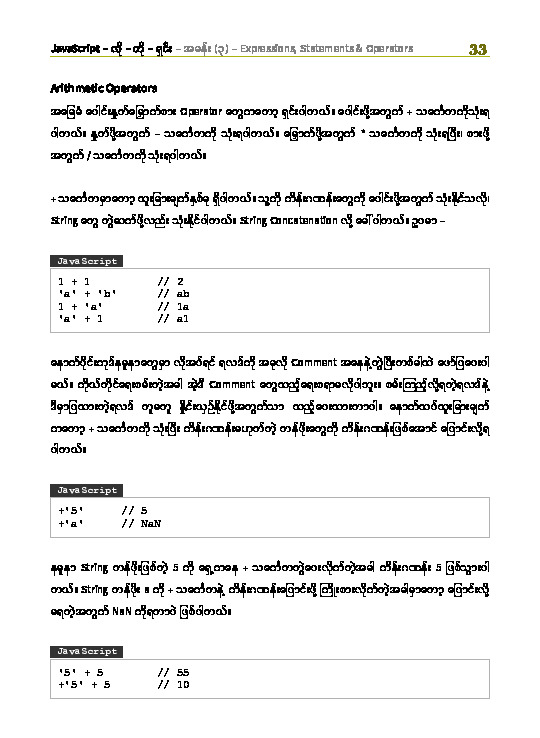 JavaScript – လို – တို – ရှင်း – အခန်း (၃) – Expressions, Statements & Operators 33
Arithmetic Operators
အခြေခံ ပေါင်းနှုတ်မြှောက်စား Operator တွေကတော့ ရှင်းပါတယ်။ ပေါင်းဖို့အတွက် + သင်္ကေတကိုသုံးရ
ပါတယ်။ နှုတ်ဖို့အတွက် – သင်္ကေတကို သုံးရပါတယ်။ မြှောက်ဖို့အတွက် * သင်္ကေတကို သုံးရပြီး၊ စားဖို့
အတွက် / သင်္ကေတကို သုံးရပါတယ်။
+ သင်္ကေတမှာတော့ ထူးခြားချက်နှစ်ခု ရှိပါတယ်။ သူ့ကို ကိန်းဂဏန်းတွေကို ပေါင်းဖို့အတွက် သုံးနိုင်သလို၊
String တွေ တွဲဆက်ဖို့လည်း သုံးနိုင်ပါတယ်။ String Concatenation လို့ ခေါ်ပါတယ်။ ဥပမာ –
JavaScript
1 + 1 // 2
'a' + 'b' // ab
1 + 'a' // 1a
'a' + 1 // a1
နောက်ပိုင်းကုဒ်နမူနာတွေမှာ လိုအပ်ရင် ရလဒ်ကို အခုလို Comment အနေနဲ့တွဲပြီးတစ်ခါထဲ ဖော်ပြပေးပါ
မယ်။ ကိုယ်တိုင်ရေးစမ်းတဲ့အခါ အဲ့ဒီ Comment တွေထည့်ရေးစရာမလိုပါဘူး။ စမ်းကြည့်လို့ရတဲ့ရလဒ်နဲ့
ဒီမှာပြထားတဲ့ရလဒ် တူမတူ နှိုင်းယှဉ်နိုင်ဖို့အတွက်သာ ထည့်ပေးထားတာပါ။ နောက်ထပ်ထူးခြားချက်
ကတော့ + သင်္ကေတကို သုံးပြီး ကိန်းဂဏန်းမဟုတ်တဲ့ တန်ဖိုးတွေကို ကိန်းဂဏန်းဖြစ်အောင် ပြောင်းလို့ရ
ပါတယ်။
JavaScript
+'5' // 5
+'a' // NaN
နမူနာ String တန်ဖိုးဖြစ်တဲ့ 5 ကို ရှေ့ကနေ + သင်္ကေတတွဲပေးလိုက်တဲ့အခါ ကိန်းဂဏန်း 5 ဖြစ်သွားပါ
တယ်။ String တန်ဖိုး a ကို + သင်္ကေတနဲ့ ကိန်းဂဏန်းပြောင်းဖို့ ကြိုးစားလိုက်တဲ့အခါမှာတော့ ပြောင်းလို့
မရတဲ့အတွက် NaN ကိုရတာပဲ ဖြစ်ပါတယ်။
JavaScript
'5' + 5 // 55
+'5' + 5 // 10